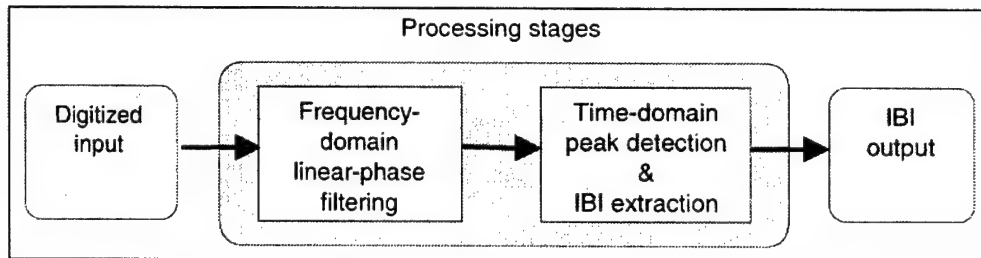 Processing stages
Digitized
input
Frequency-
domain
linear-phase
filtering
Time-domain
peak detection
&
IBI extraction
IBI
output